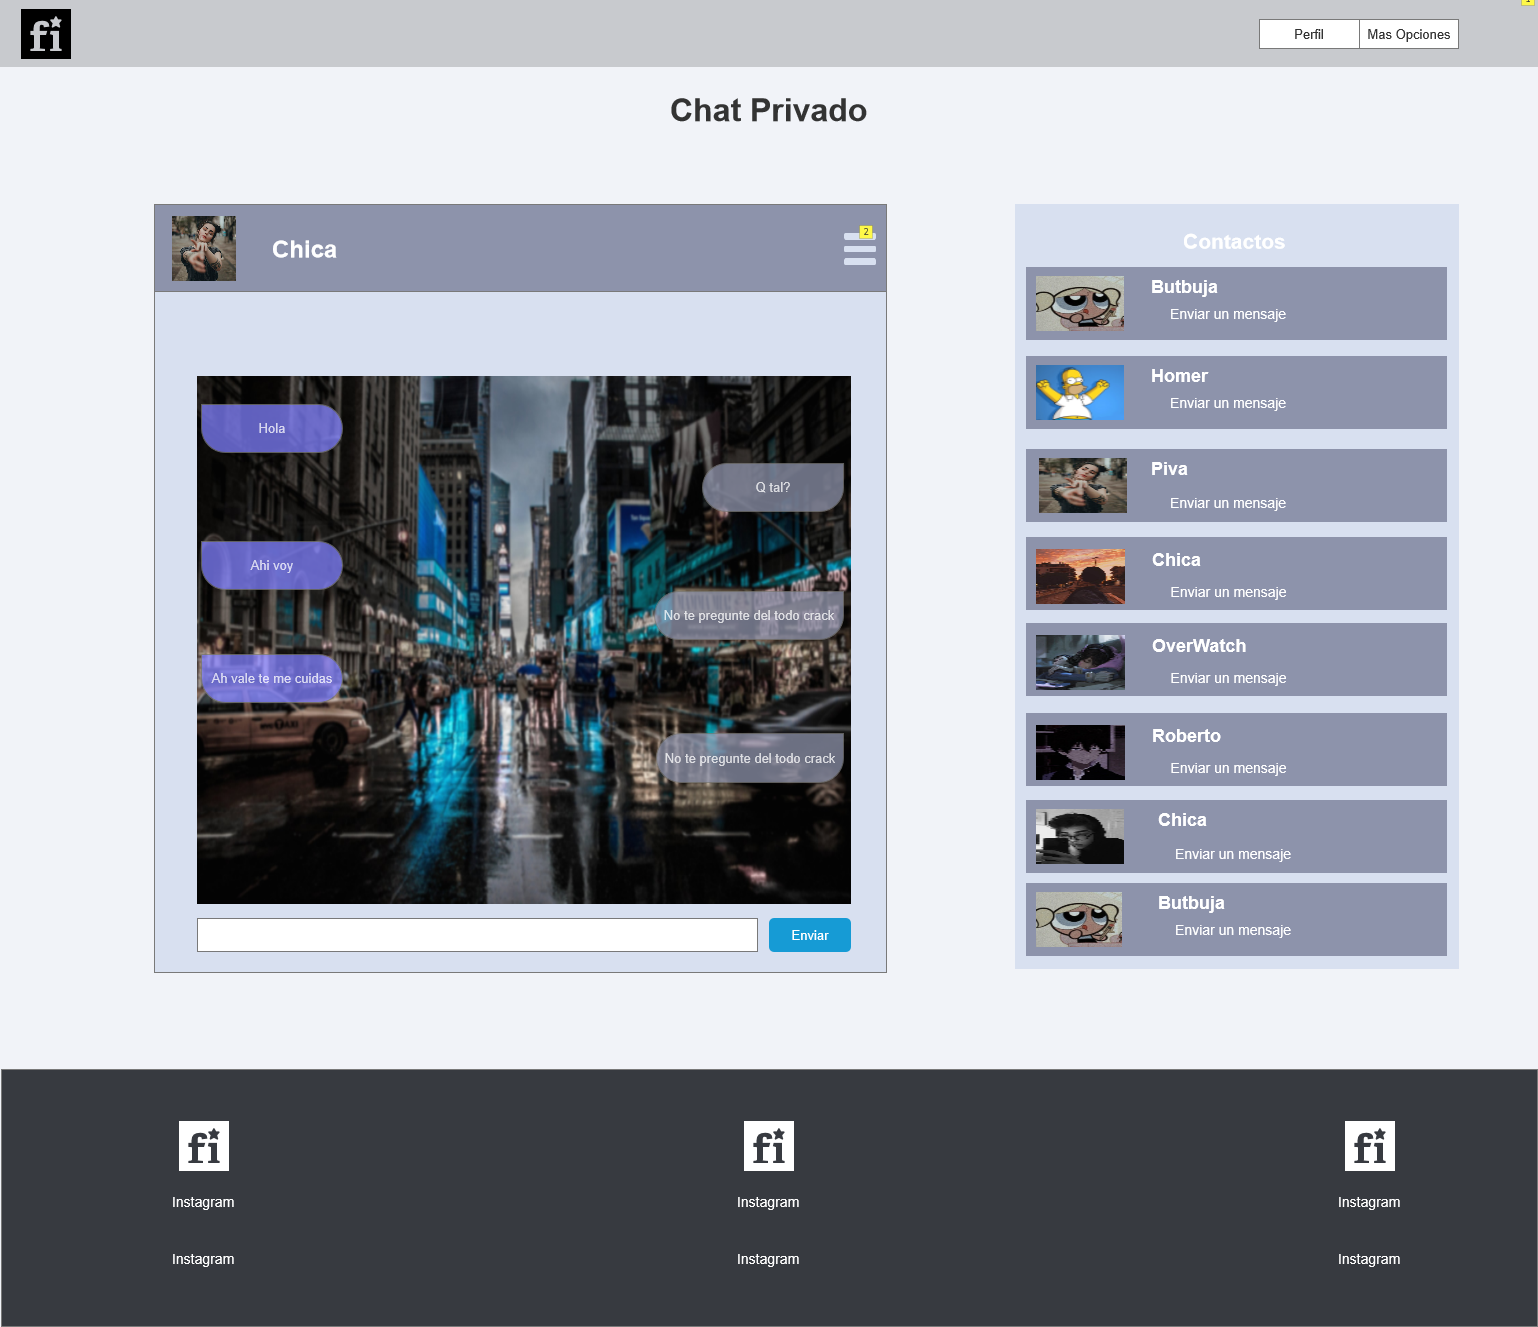 fi
Perfil
Mas Opciones
Chat Privado
Chica
2
Hola
Q tal?
Ahi voy
No te pregunte del todo crack
Ah vale te me cuidas
No te pregunte del todo crack
TAXI
Enviar
Contactos
Butbuja
Enviar un mensaje
Homer
Enviar un mensaje
Piva
Enviar un mensaje
Chica
Enviar un mensaje
OverWatch
Enviar un mensaje
Roberto
Enviar un mensaje
Chica
Enviar un mensaje
Butbuja
Enviar un mensaje
fi
Instagram
Instagram
fi
Instagram
Instagram
fi
Instagram
Instagram